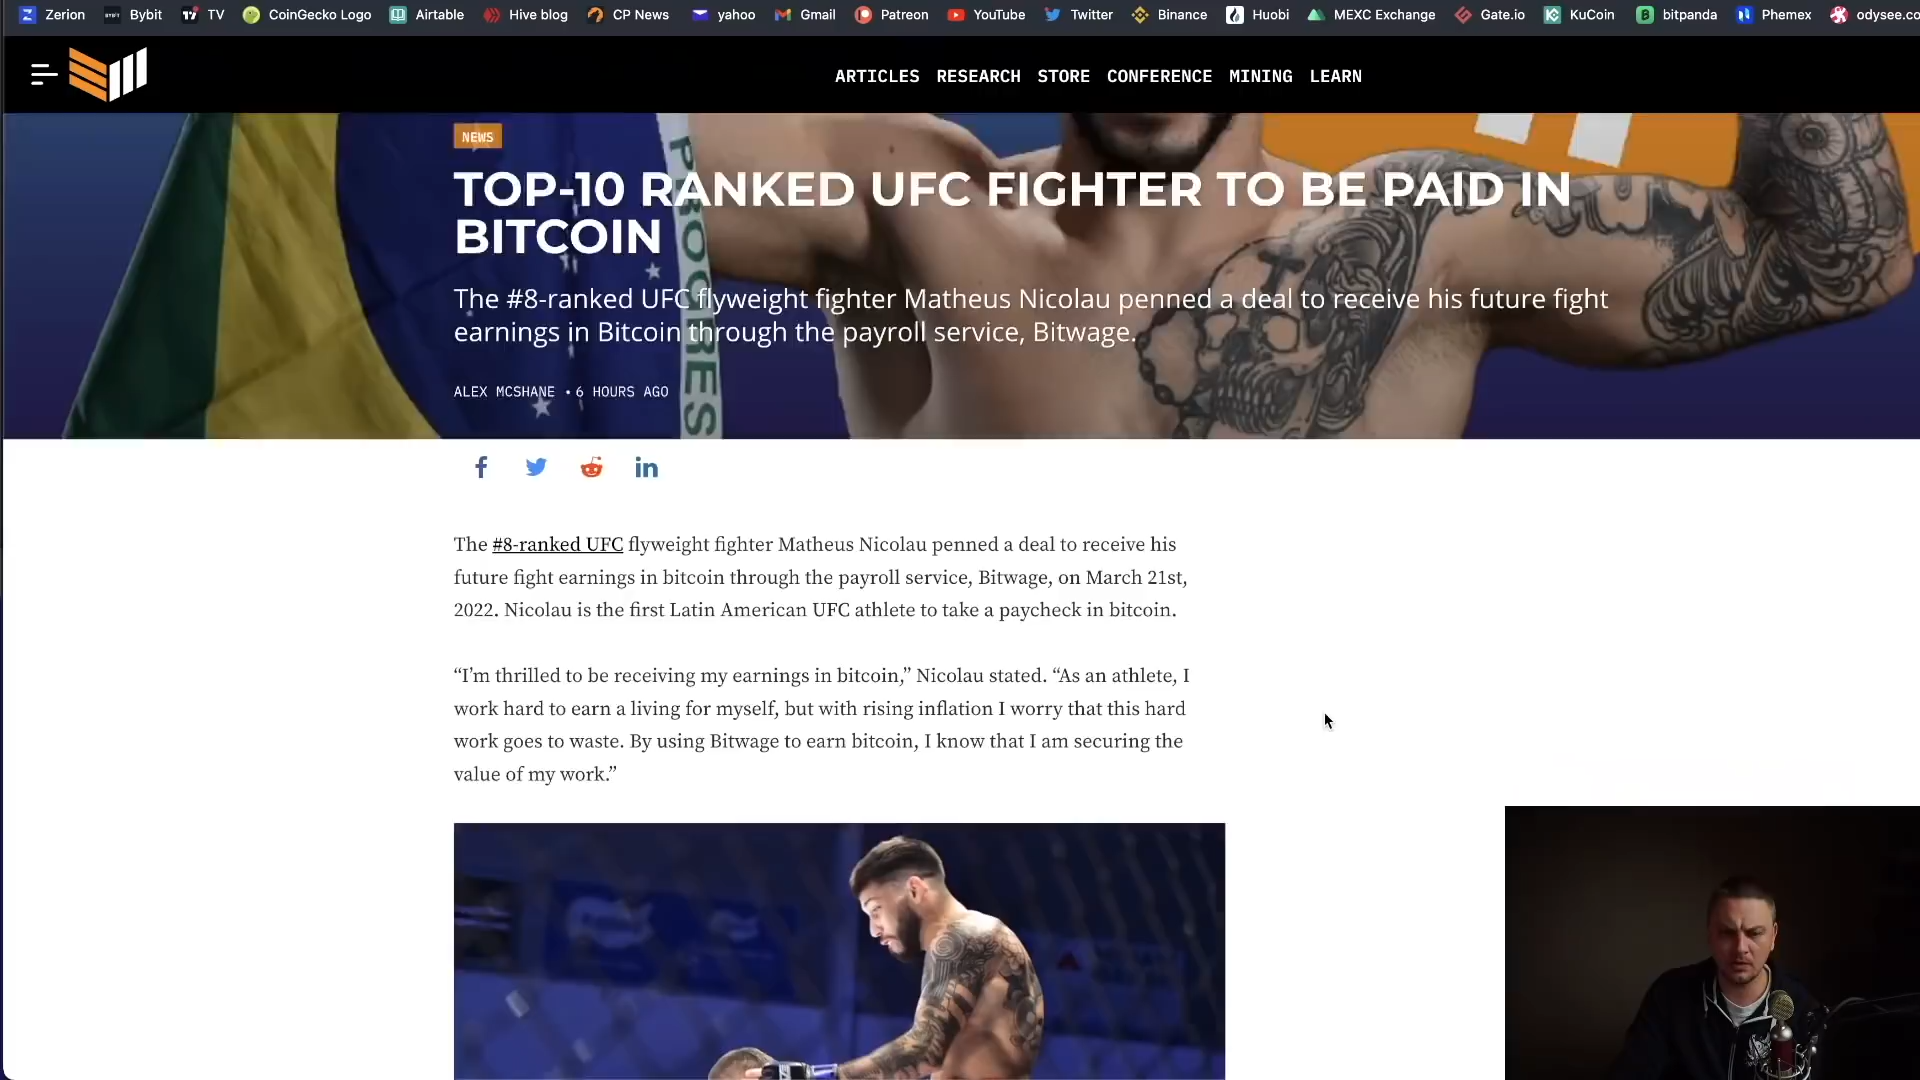 Zerion Bybit TV CoinGecko Logo Airtable Hive blog CP News yahoo Gmail Patreon YouTube Twitter Binance Huobi MEXC Exchange Gate.io KuCoin bitpanda Phemex odysee.co
ARTICLES RESEARCH STORE CONFERENCE MINING LEARN
NEWS
TOP-10 RANKED UFC FIGHTER TO BE PAID IN
BITCOIN
The #8-ranked UFC flyweight fighter Matheus Nicolau penned a deal to receive his future fight
earnings in Bitcoin through the payroll service, Bitwage.
ALEX MCSHANE • 6 HOURS AGO
PROGRES
The #8-ranked UFC flyweight fighter Matheus Nicolau penned a deal to receive his
future fight earnings in bitcoin through the payroll service, Bitwage, on March 21st,
2022. Nicolau is the first Latin American UFC athlete to take a paycheck in bitcoin.
“I’m thrilled to be receiving my earnings in bitcoin,” Nicolau stated. “As an athlete, I
work hard to earn a living for myself, but with rising inflation I worry that this hard
work goes to waste. By using Bitwage to earn bitcoin, I know that I am securing the
value of my work.”